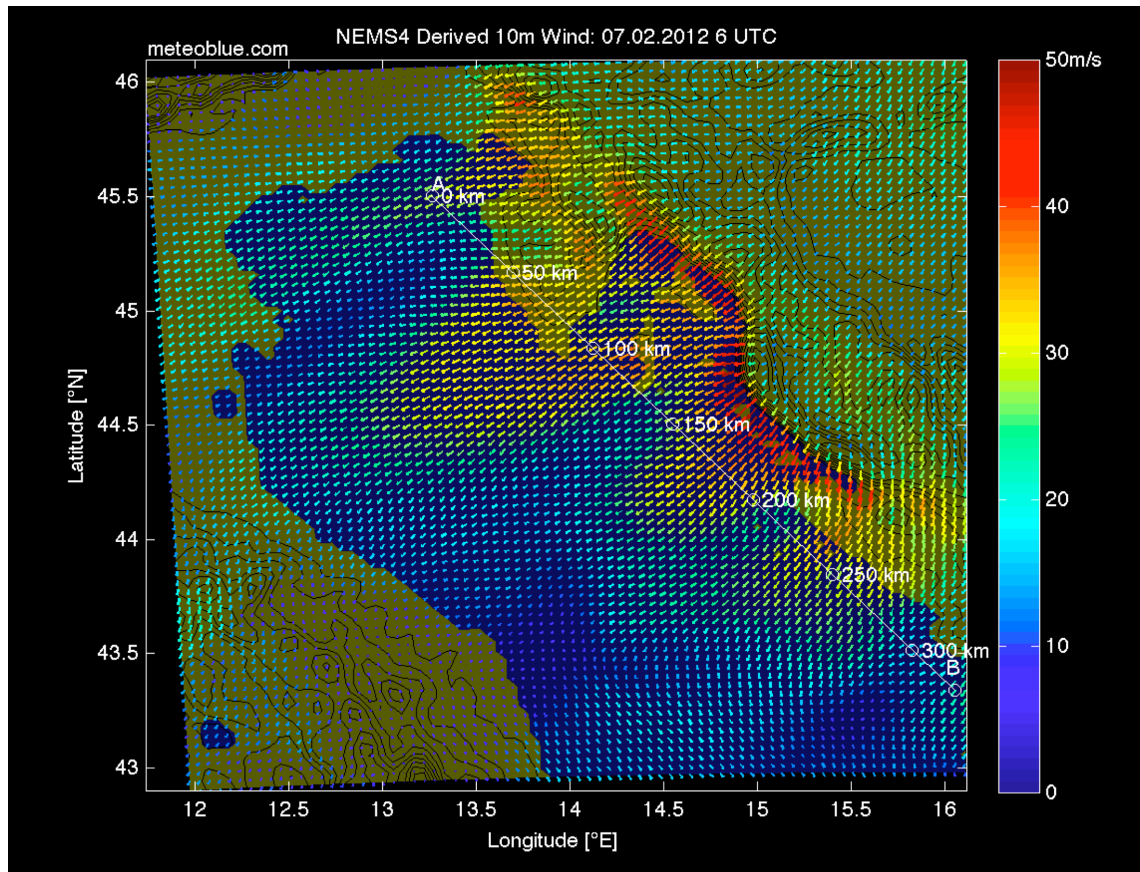 NEMS4 Derived 10m Wind: 07.02.2012 6 UTC
meteoblue.com
50m/s
40
30
20
10
0
46
45.5
45
44.5
44
43.5
43
Latitude [°N]
A
0 km
50 km
100 km
150 km
200 km
250 km
300 km
B
12
12.5
13
13.5
14
14.5
15
15.5
16
Longitude [°E]